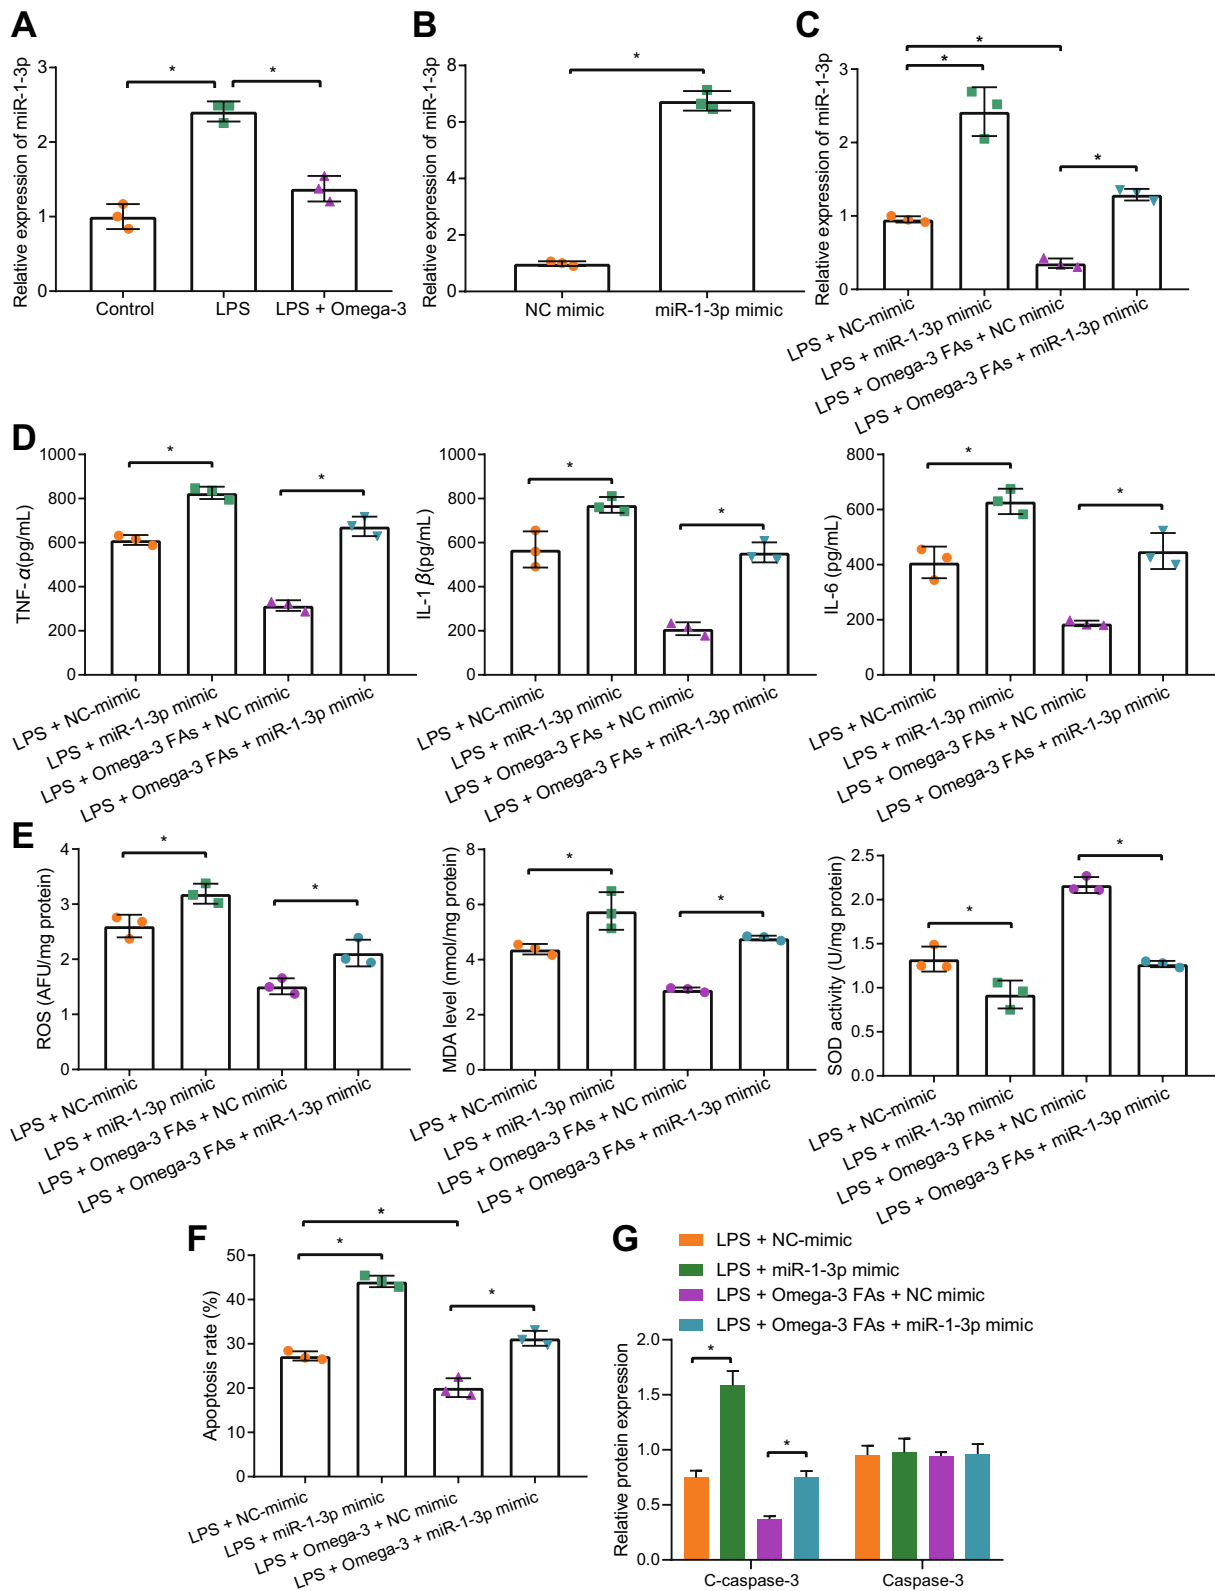 A
Relative expression of miR-1-3p
3
2
1
0
*
*
Control
LPS
LPS + Omega-3
B
Relative expression of miR-1-3p
8
6
4
2
0
*
NC mimic
miR-1-3p mimic
C
Relative expression of miR-1-3p
3
2
1
0
*
*
*
LPS + NC-mimic
LPS + miR-1-3p mimic
LPS + Omega-3 FAs + NC mimic
LPS + Omega-3 FAs + miR-1-3p mimic
D
TNF-α(pg/mL)
1000
800
600
400
200
0
*
*
LPS + NC-mimic
LPS + miR-1-3p mimic
LPS + Omega-3 FAs + NC mimic
LPS + Omega-3 FAs + miR-1-3p mimic
IL-1 β(pg/mL)
1000
800
600
400
200
0
*
*
LPS + NC-mimic
LPS + miR-1-3p mimic
LPS + Omega-3 FAs + NC mimic
LPS + Omega-3 FAs + miR-1-3p mimic
IL-6 (pg/mL)
800
600
400
200
0
*
*
LPS + NC-mimic
LPS + miR-1-3p mimic
LPS + Omega-3 FAs + NC mimic
LPS + Omega-3 FAs + miR-1-3p mimic
E
ROS (AFU/mg protein)
4
3
2
1
0
*
*
LPS + NC-mimic
LPS + miR-1-3p mimic
LPS + Omega-3 FAs + NC mimic
LPS + Omega-3 FAs + miR-1-3p mimic
MDA level (nmol/mg protein)
8
6
4
2
0
*
*
LPS + NC-mimic
LPS + miR-1-3p mimic
LPS + Omega-3 FAs + NC mimic
LPS + Omega-3 FAs + miR-1-3p mimic
SOD activity (U/mg protein)
2.5
2.0
1.5
1.0
0.5
0.0
*
*
LPS + NC-mimic
LPS + miR-1-3p mimic
LPS + Omega-3 FAs + NC mimic
LPS + Omega-3 FAs + miR-1-3p mimic
F
Apoptosis rate (%)
50
40
30
20
10
0
*
*
*
LPS + NC-mimic
LPS + miR-1-3p mimic
LPS + Omega-3 + NC mimic
LPS + Omega-3 + miR-1-3p mimic
G
LPS + NC-mimic
LPS + miR-1-3p mimic
LPS + Omega-3 FAs + NC mimic
LPS + Omega-3 FAs + miR-1-3p mimic
Relative protein expression
2.0
1.5
1.0
0.5
0.0
*
*
C-caspase-3
Caspase-3